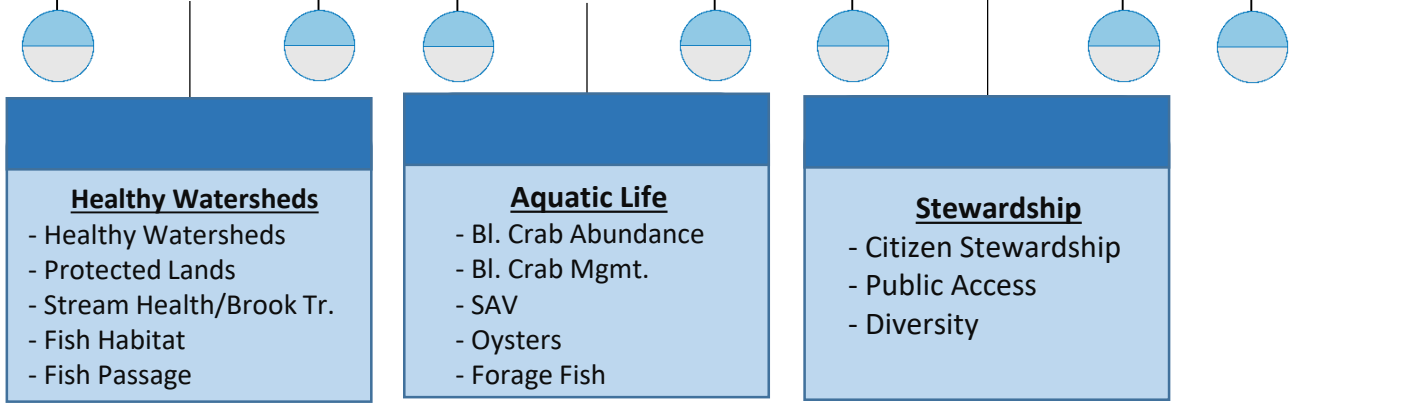 Healthy Watersheds
- Healthy Watersheds
- Protected Lands
- Stream Health/Brook Tr.
- Fish Habitat
- Fish Passage
Aquatic Life
- Bl. Crab Abundance
- Bl. Crab Mgmt.
- SAV
- Oysters
- Forage Fish
Stewardship
- Citizen Stewardship
- Public Access
- Diversity